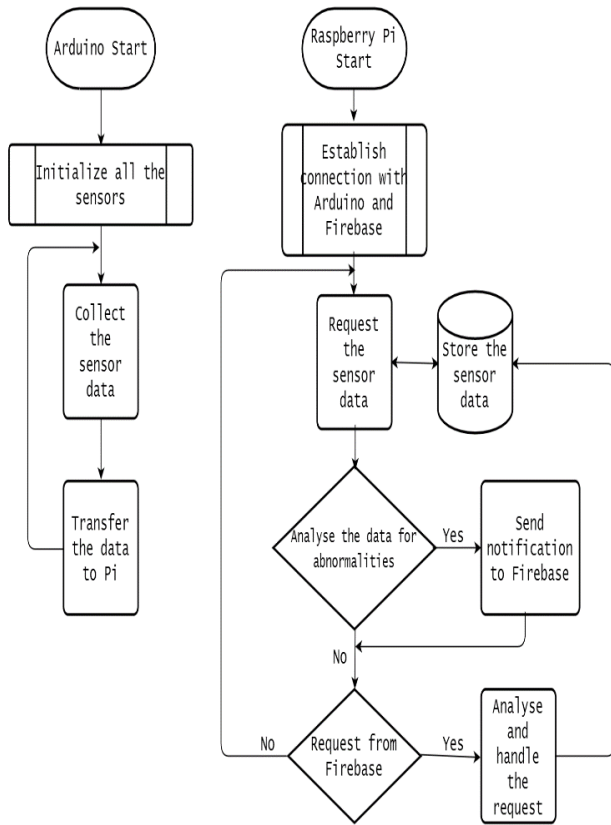 Arduino Start
Initialize all the
sensors
Collect
the
sensor
data
Transfer
the data
to Pi
Raspberry Pi
Start
Establish
connection with
Arduino and
Firebase
Request
the
sensor
data
Store the
sensor
data
Analyse the data for
abnormalities
Yes
Send
notification
to Firebase
No
Request from
Firebase
No
Yes
Analyse
and
handle
the
request